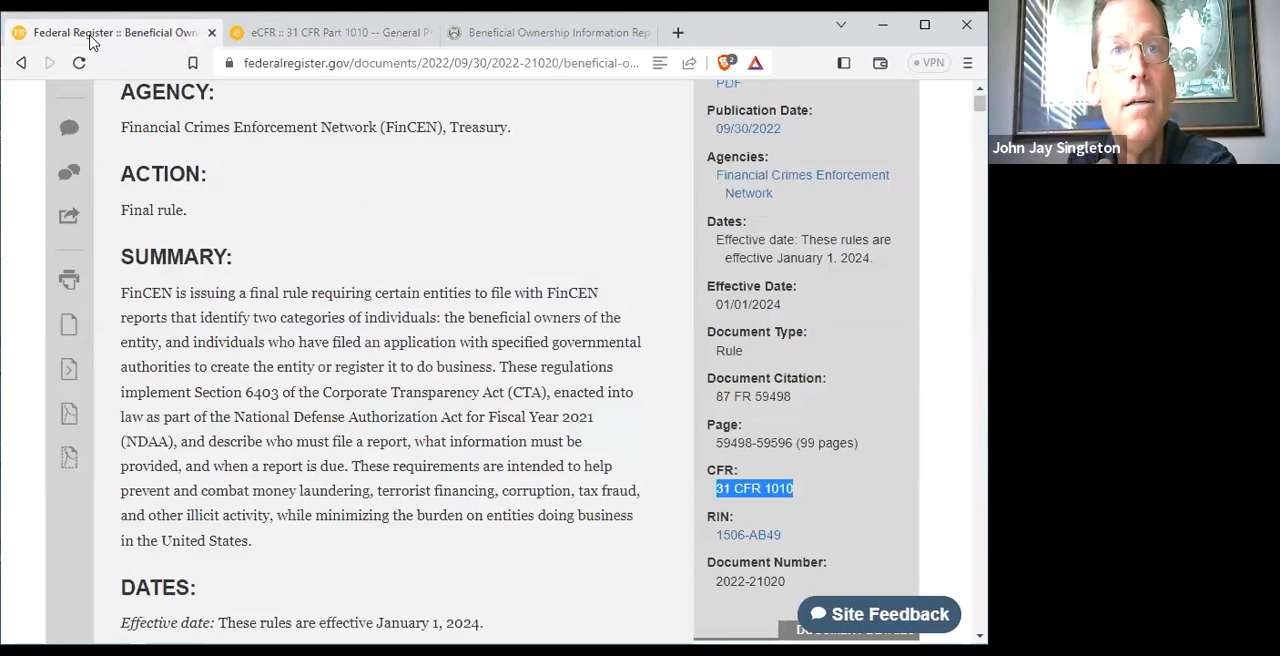 Federal Register :: Beneficial Own
eCFR :: 31 CFR Part 1010 -- General P
Beneficial Ownership Information Rep
federalregister.gov/documents/2022/09/30/2022-21020/beneficial-o...
2
VPN
AGENCY:
Financial Crimes Enforcement Network (FinCEN), Treasury.
ACTION:
Final rule.
SUMMARY:
FinCEN is issuing a final rule requiring certain entities to file with FinCEN
reports that identify two categories of individuals: the beneficial owners of the
entity, and individuals who have filed an application with specified governmental
authorities to create the entity or register it to do business. These regulations
implement Section 6403 of the Corporate Transparency Act (CTA), enacted into
law as part of the National Defense Authorization Act for Fiscal Year 2021
(NDAA), and describe who must file a report, what information must be
provided, and when a report is due. These requirements are intended to help
prevent and combat money laundering, terrorist financing, corruption, tax fraud,
and other illicit activity, while minimizing the burden on entities doing business
in the United States.
DATES:
Effective date: These rules are effective January 1, 2024.
PDF
Publication Date:
09/30/2022
Agencies:
Financial Crimes Enforcement
Network
Dates:
Effective date: These rules are
effective January 1, 2024.
Effective Date:
01/01/2024
Document Type:
Rule
Document Citation:
87 FR 59498
Page:
59498-59596 (99 pages)
CFR:
31 CFR 1010
RIN:
1506-AB49
Document Number:
2022-21020
Site Feedback
John Jay Singleton